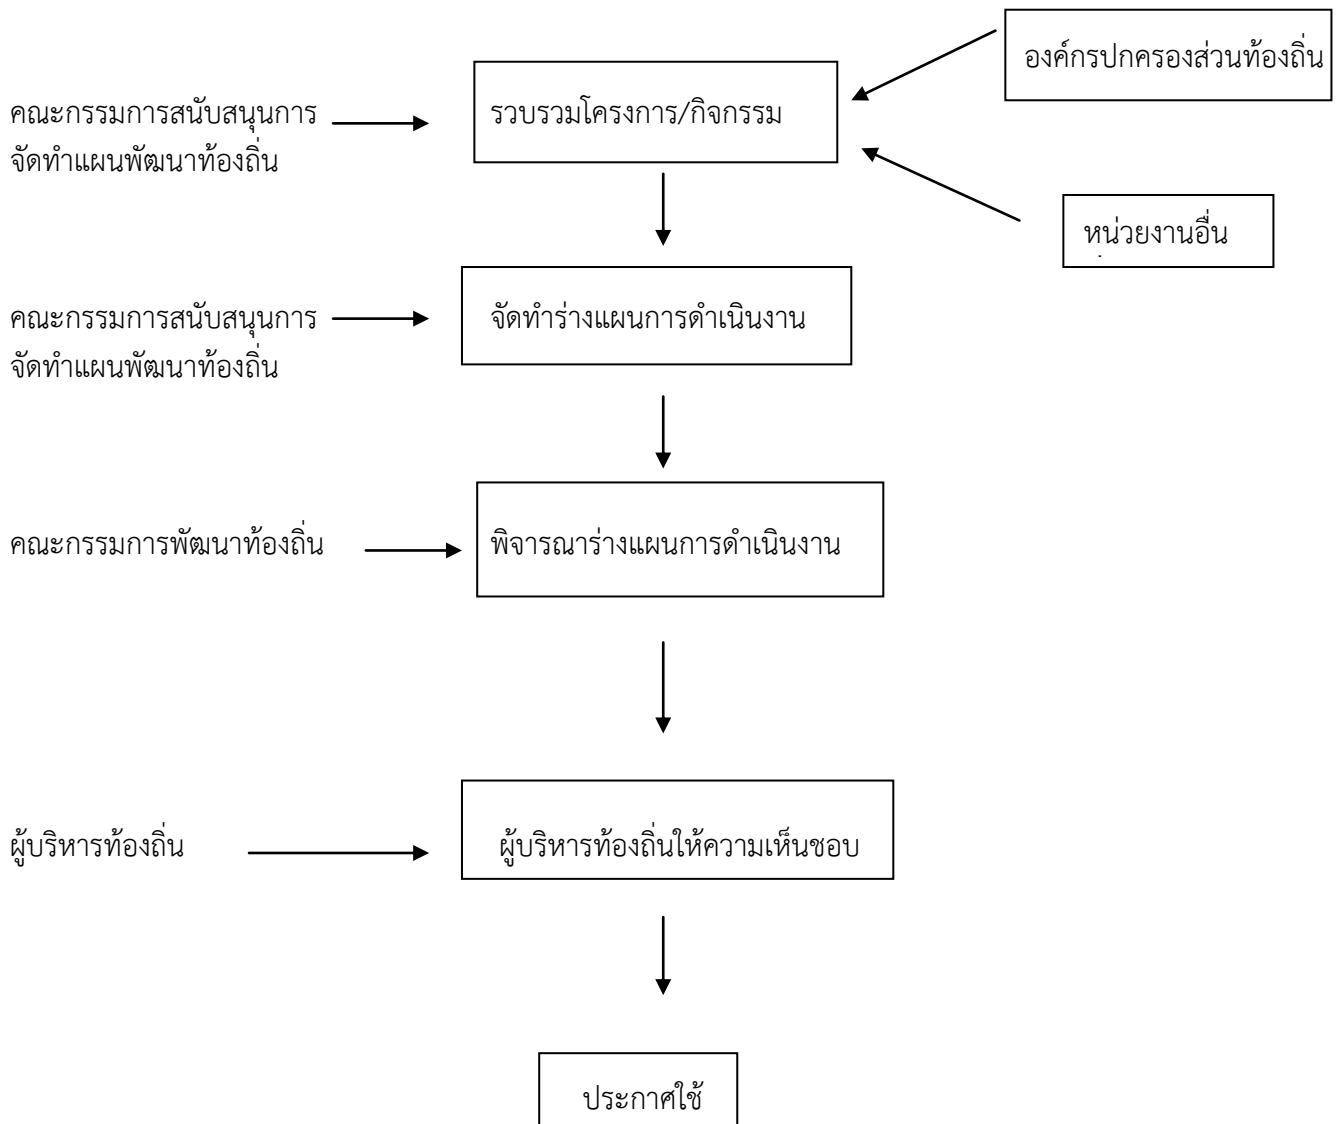 องค์กรปกครองส่วนท้องถิ่น
คณะกรรมการสนับสนุนการ
จัดทำแผนพัฒนาท้องถิ่น
รวบรวมโครงการ/กิจกรรม
หน่วยงานอื่น
คณะกรรมการสนับสนุนการ
จัดทำแผนพัฒนาท้องถิ่น
จัดทำร่างแผนการดำเนินงาน
คณะกรรมการพัฒนาท้องถิ่น
พิจารณาร่างแผนการดำเนินงาน
ผู้บริหารท้องถิ่น
ผู้บริหารท้องถิ่นให้ความเห็นชอบ
ประกาศใช้